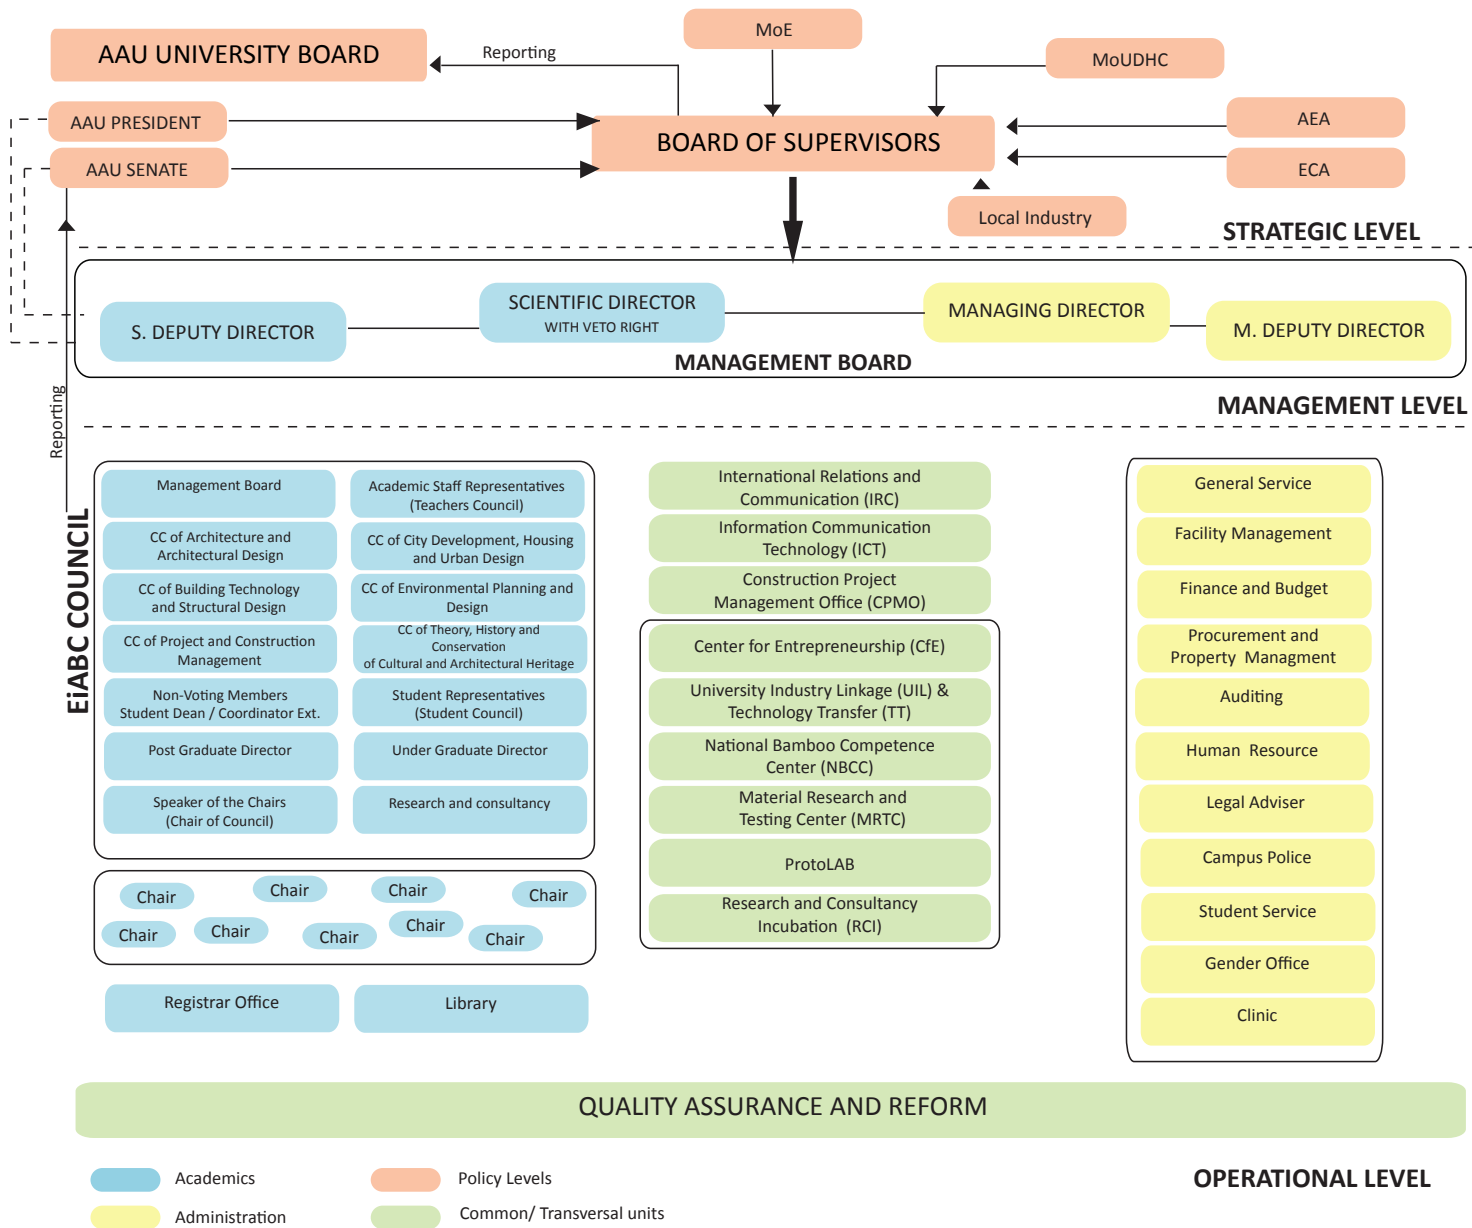 AAU UNIVERSITY BOARD
Reporting
MoE
MoUDHC
AAU PRESIDENT
AEA
BOARD OF SUPERVISORS
AAU SENATE
ECA
Local Industry
STRATEGIC LEVEL
S. DEPUTY DIRECTOR
SCIENTIFIC DIRECTOR
WITH VETO RIGHT
MANAGING DIRECTOR
M. DEPUTY DIRECTOR
MANAGEMENT BOARD
MANAGEMENT LEVEL
Reporting
EiABC COUNCIL
Management Board
Academic Staff Representatives
(Teachers Council)
CC of Architecture and
Architectural Design
CC of City Development, Housing
and Urban Design
CC of Building Technology
and Structural Design
CC of Environmental Planning and
Design
CC of Project and Construction
Management
CC of Theory, History and
Conservation
of Cultural and Architectural Heritage
Non-Voting Members
Student Dean / Coordinator Ext.
Student Representatives
(Student Council)
Post Graduate Director
Under Graduate Director
Speaker of the Chairs
(Chair of Council)
Research and consultancy
Chair
Chair
Chair
Chair
Chair
Chair
Chair
Chair
Chair
Registrar Office
Library
International Relations and
Communication (IRC)
Information Communication
Technology (ICT)
Construction Project
Management Office (CPMO)
Center for Entrepreneurship (CfE)
University Industry Linkage (UIL) &
Technology Transfer (TT)
National Bamboo Competence
Center (NBCC)
Material Research and
Testing Center (MRTC)
ProtoLAB
Research and Consultancy
Incubation (RCI)
General Service
Facility Management
Finance and Budget
Procurement and
Property Managment
Auditing
Human Resource
Legal Adviser
Campus Police
Student Service
Gender Office
Clinic
QUALITY ASSURANCE AND REFORM
Academics
Policy Levels
OPERATIONAL LEVEL
Administration
Common/ Transversal units